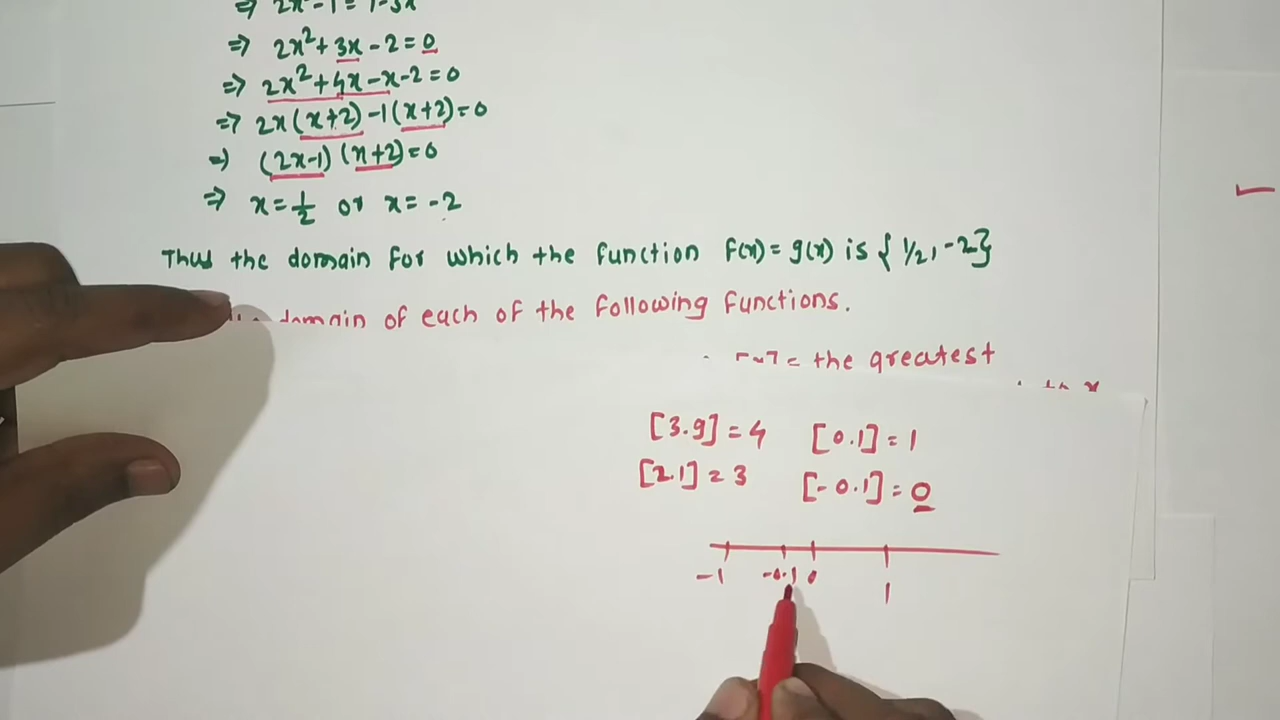 ⇒ 2x² + 3x - 2 = 0
⇒ 2x² + 4x - x - 2 = 0
⇒ 2x (x+2) -1 (x+2) = 0
⇒ (2x-1) (x+2) = 0
⇒ x = 1/2 or x = -2
Thus the domain for which the function f(x) = g(x) is {1/2, -2}
domain of each of the following functions.
= the greatest
[3.9] = 4 [0.1] = 1
[2.1] = 3 [-0.1] = 0
-1 -0.1 0 1